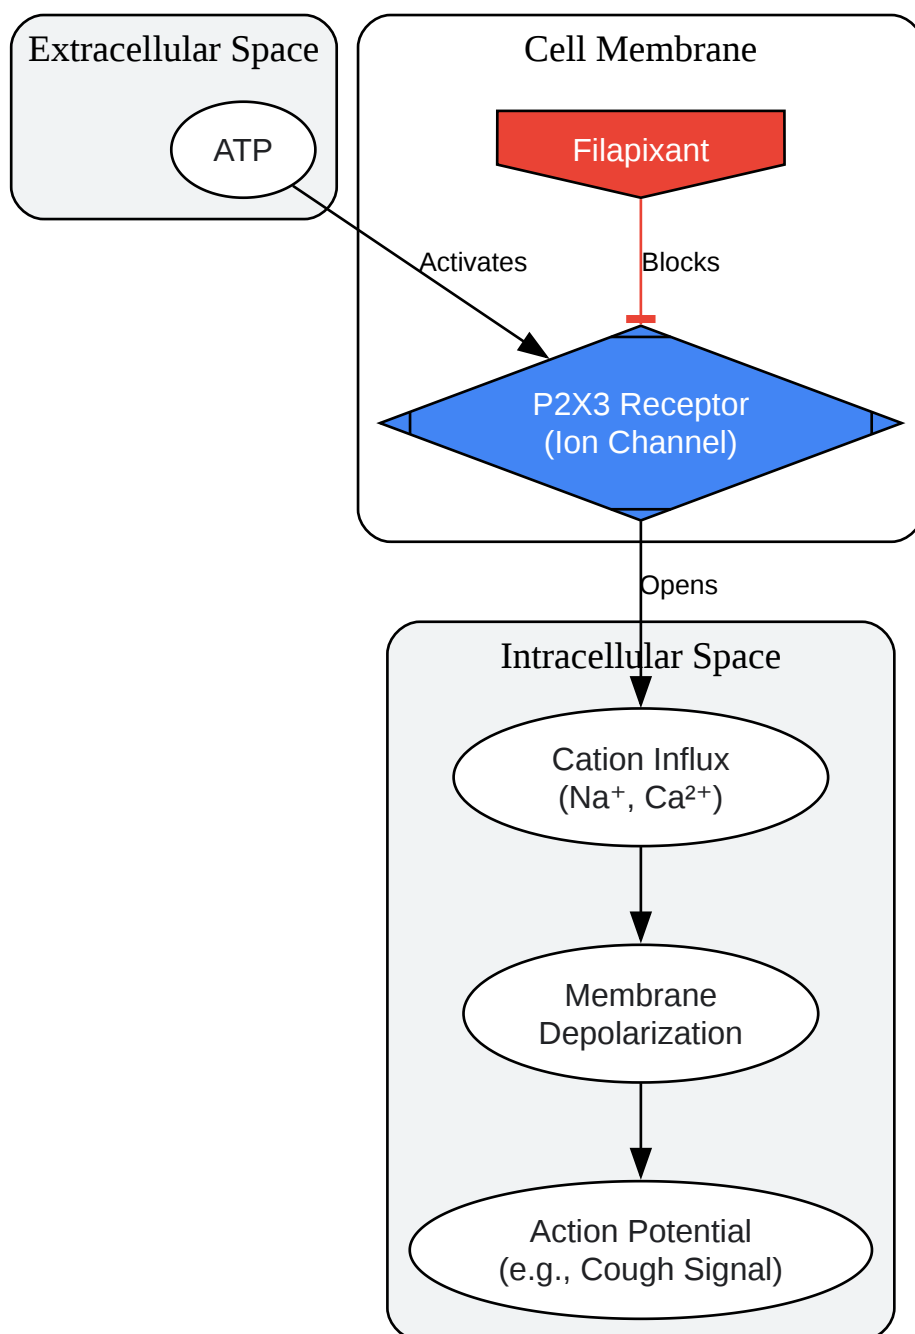 Extracellular Space
Cell Membrane
ATP
Filapixant
Activates
Blocks
P2X3 Receptor
(Ion Channel)
Opens
Intracellular Space
Cation Influx
(Na⁺, Ca²⁺)
Membrane
Depolarization
Action Potential
(e.g., Cough Signal)